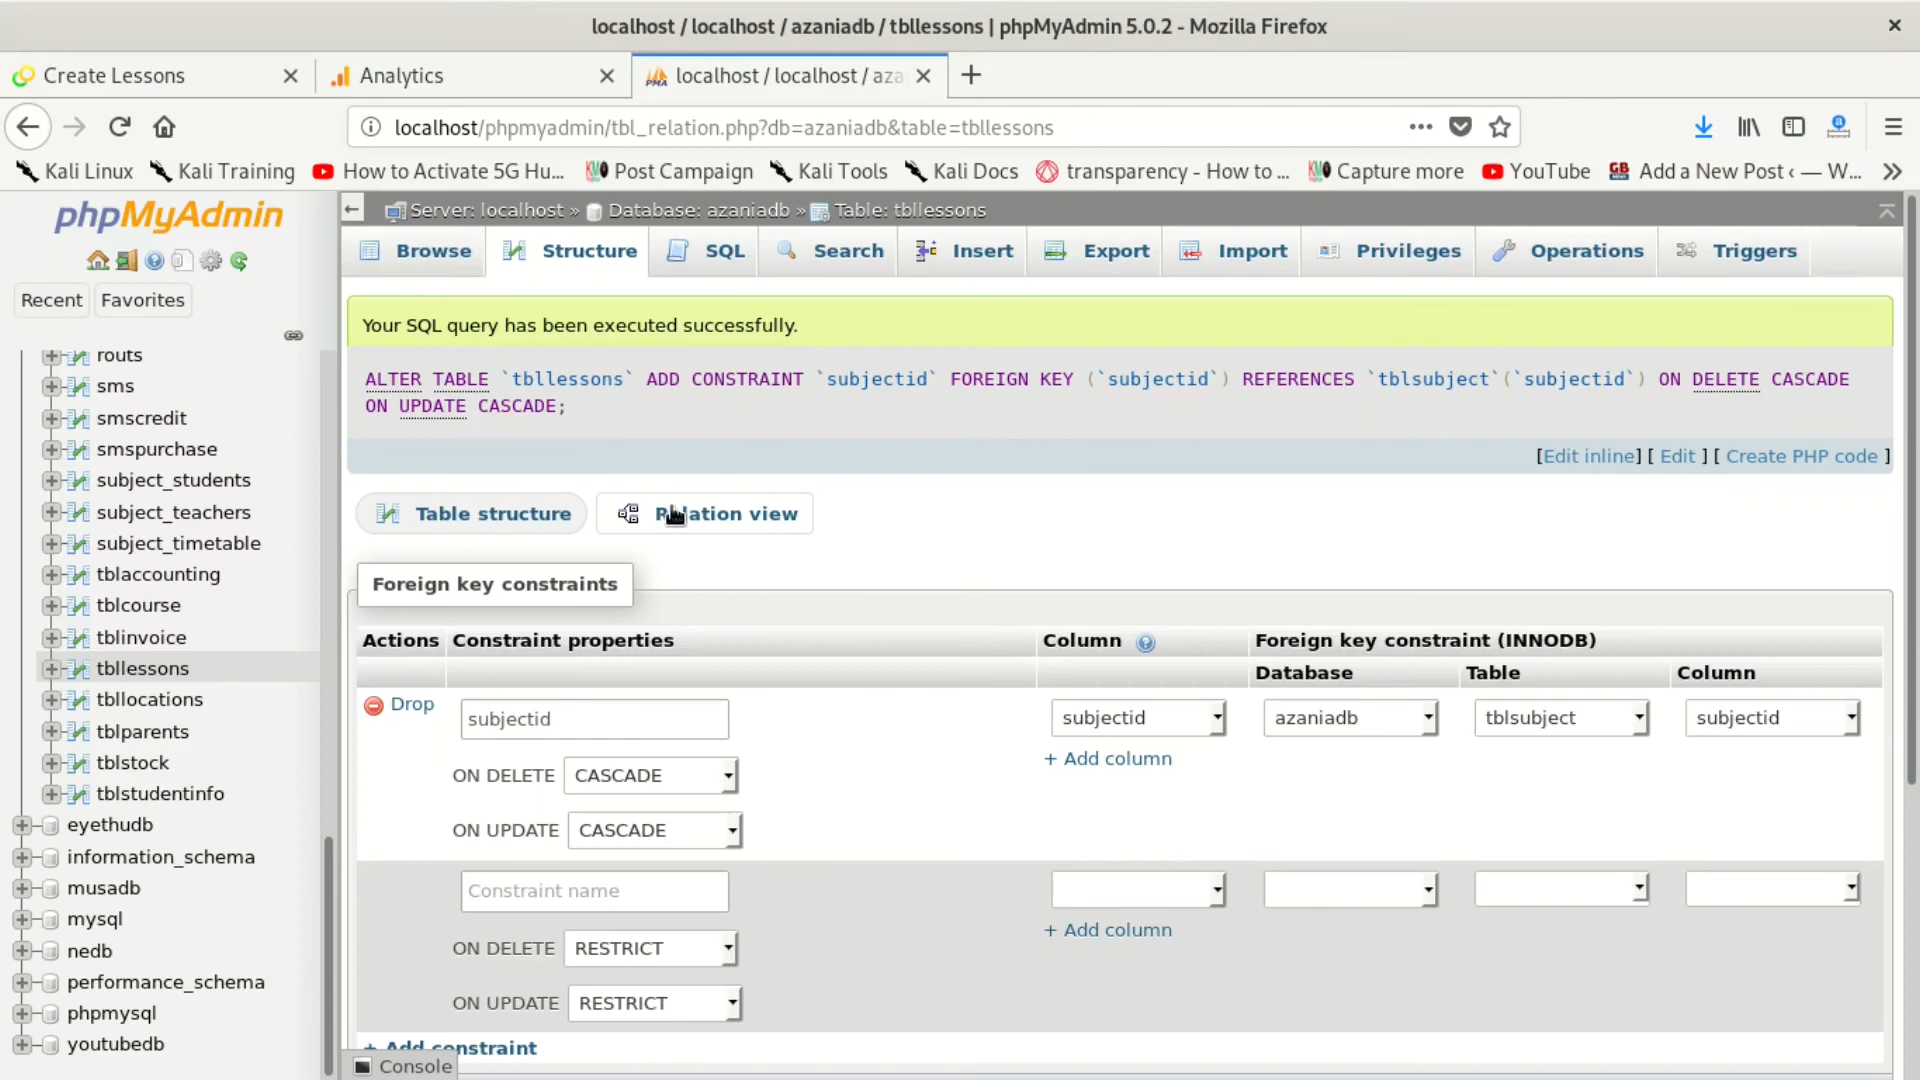 localhost / localhost / azaniadb / tbllessons | phpMyAdmin 5.0.2 - Mozilla Firefox
Create Lessons
Analytics
localhost / localhost / aza
localhost/phpmyadmin/tbl_relation.php?db=azaniadb&table=tbllessons
Kali Linux
Kali Training
How to Activate 5G Hu...
Post Campaign
Kali Tools
Kali Docs
transparency - How to ...
Capture more
YouTube
Add a New Post ‹ — W...
phpMyAdmin
Recent
Favorites
routs
sms
smscredit
smspurchase
subject_students
subject_teachers
subject_timetable
tblaccounting
tblcourse
tblinvoice
tbllessons
tbllocations
tblparents
tblstock
tblstudentinfo
eyethudb
information_schema
musadb
mysql
nedb
performance_schema
phpmysql
youtubedb
Server: localhost » Database: azaniadb » Table: tbllessons
Browse
Structure
SQL
Search
Insert
Export
Import
Privileges
Operations
Triggers
Your SQL query has been executed successfully.
ALTER TABLE `tbllessons` ADD CONSTRAINT `subjectid` FOREIGN KEY (`subjectid`) REFERENCES `tblsubject`(`subjectid`) ON DELETE CASCADE
ON UPDATE CASCADE;
[Edit inline] [ Edit ] [ Create PHP code ]
Table structure
Relation view
Foreign key constraints
Actions
Constraint properties
Column
Foreign key constraint (INNODB)
Database
Table
Column
Drop
subjectid
subjectid
azaniadb
tblsubject
subjectid
+ Add column
ON DELETE CASCADE
ON UPDATE CASCADE
Constraint name
+ Add column
ON DELETE RESTRICT
ON UPDATE RESTRICT
+ Add constraint
Console